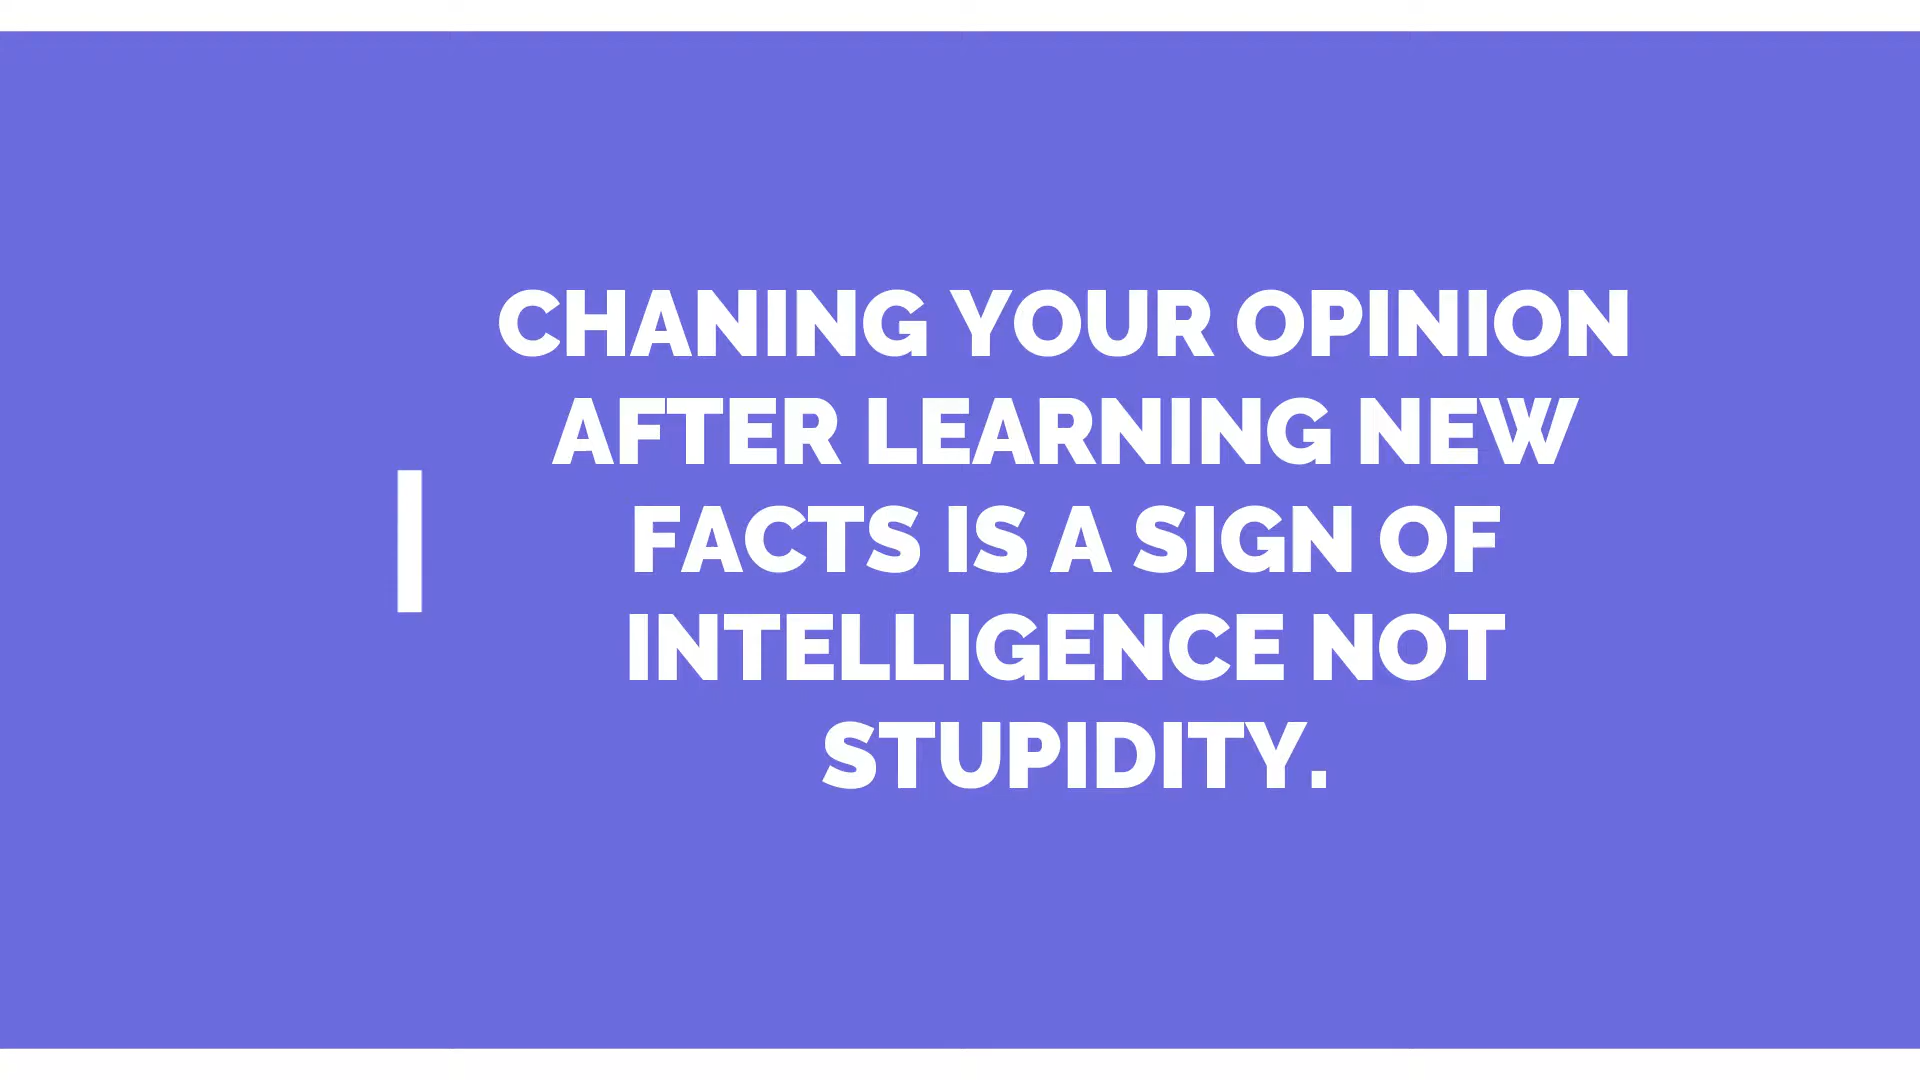 CHANING YOUR OPINION
AFTER LEARNING NEW
FACTS IS A SIGN OF
INTELLIGENCE NOT
STUPIDITY.